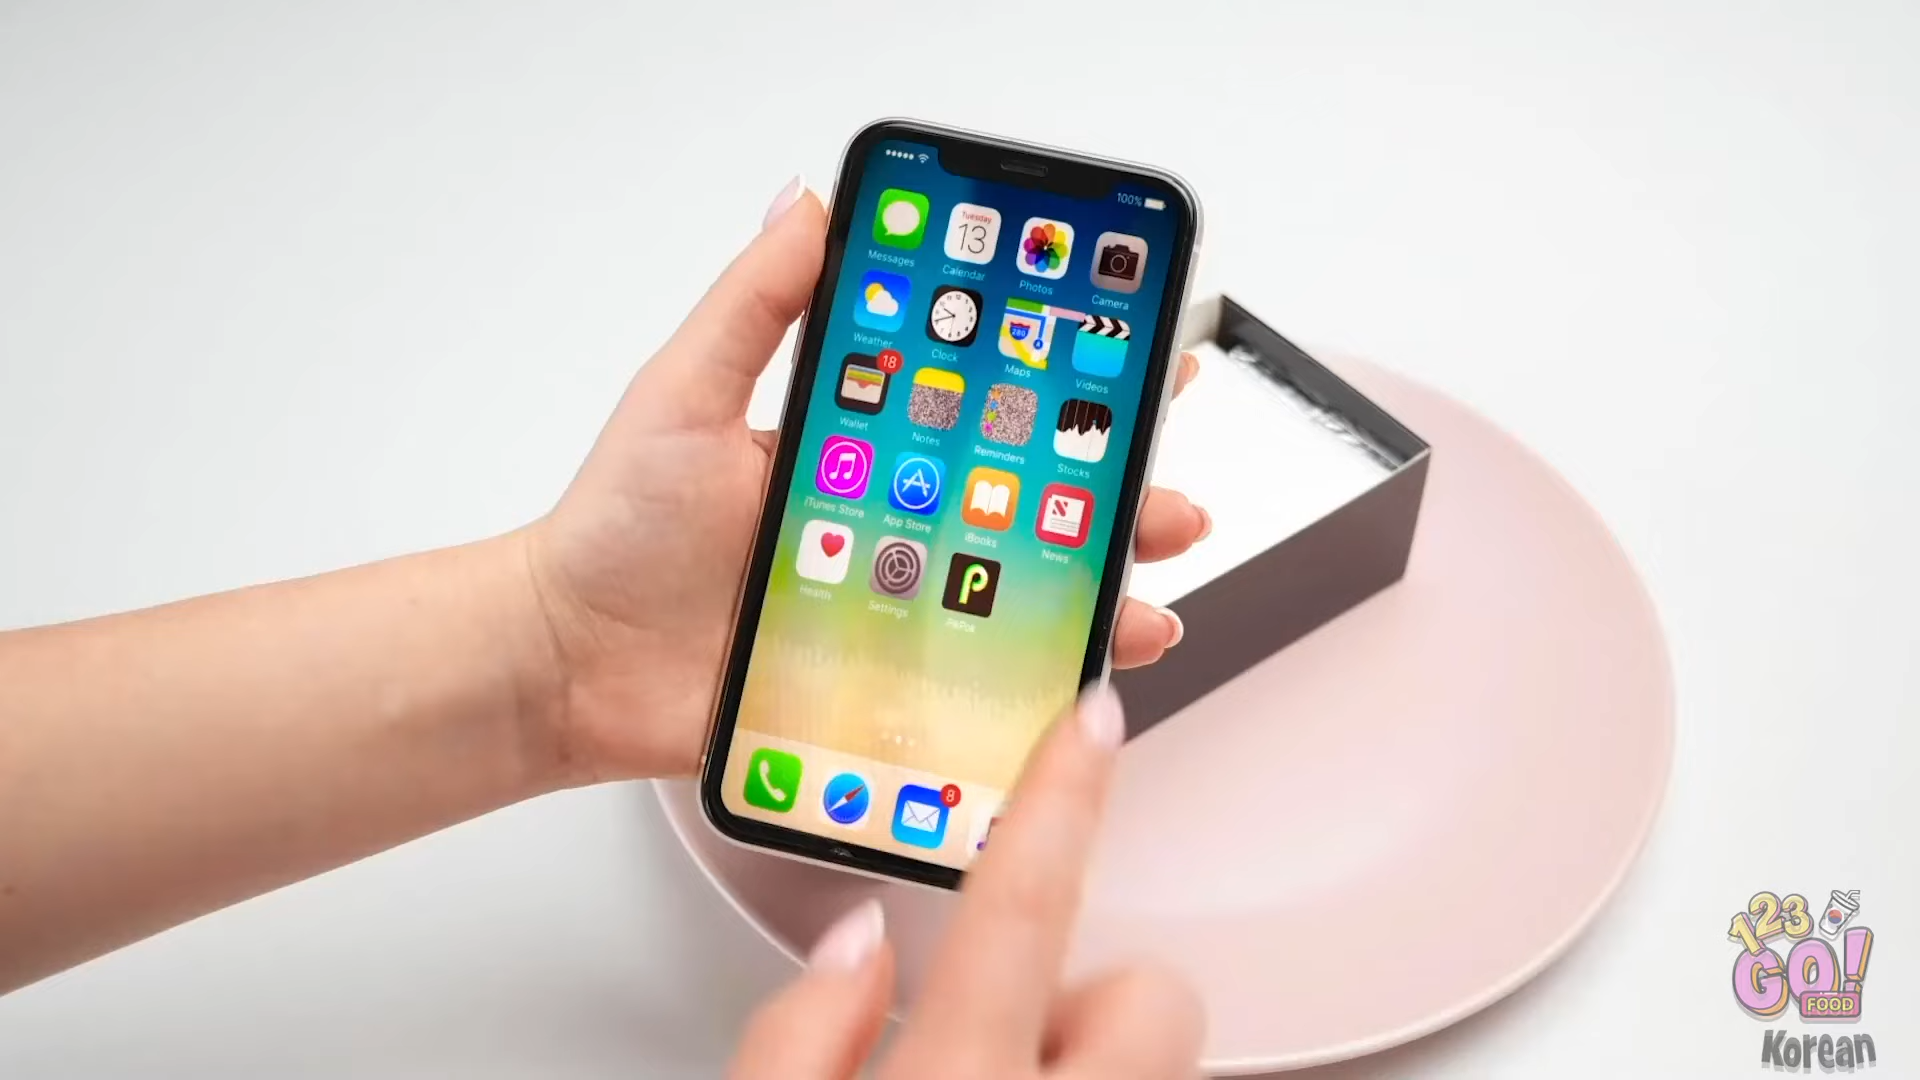 100%
Messages
Tuesday
13
Calendar
Photos
Camera
Weather
Clock
280
Maps
Videos
18
Wallet
Notes
Reminders
Stocks
iTunes Store
App Store
iBooks
News
Health
Settings
8
123
GO!
FOOD
Korean